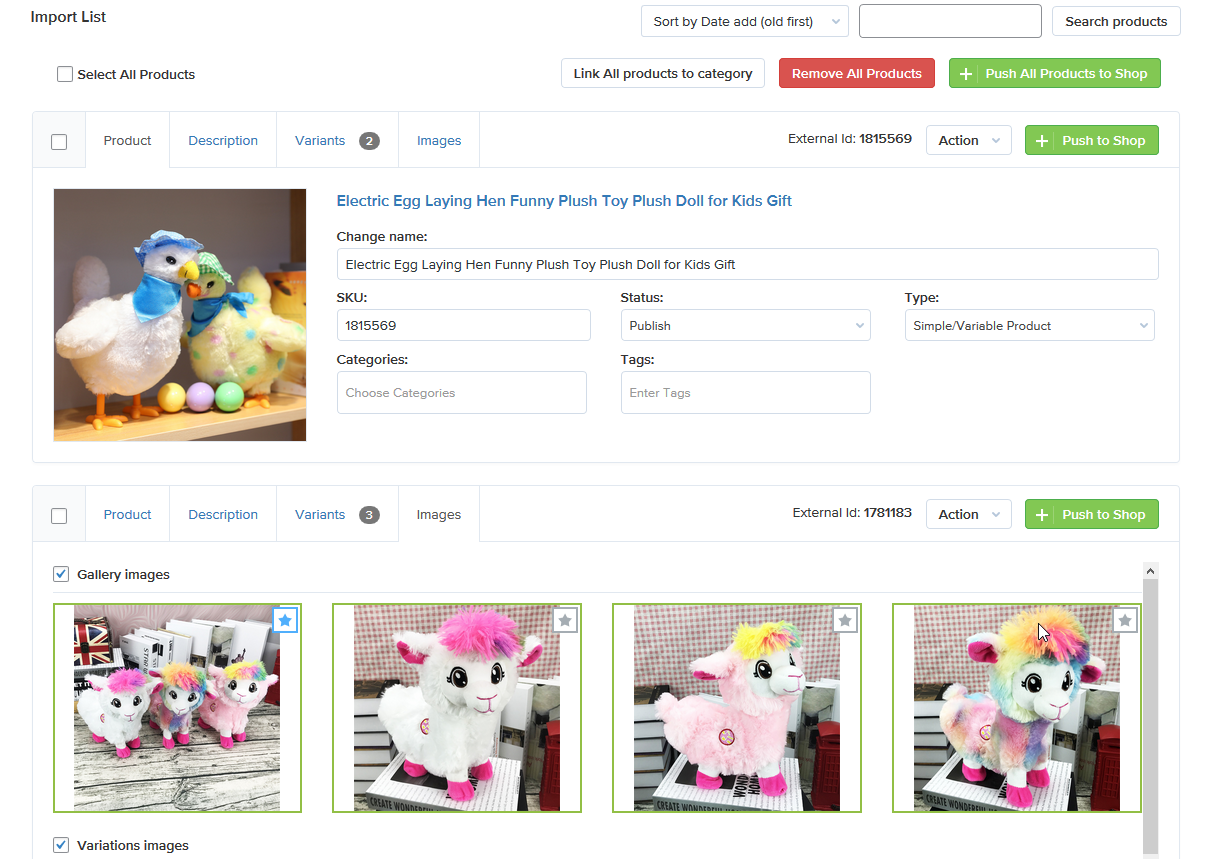 Import List
Sort by Date add (old first)
Search products
Select All Products
Link All products to category
Remove All Products
+ Push All Products to Shop
Product
Description
Variants 2
Images
External Id: 1815569
Action
+ Push to Shop
Electric Egg Laying Hen Funny Plush Toy Plush Doll for Kids Gift
Change name:
Electric Egg Laying Hen Funny Plush Toy Plush Doll for Kids Gift
SKU:
Status:
Type:
1815569
Publish
Simple/Variable Product
Categories:
Tags:
Choose Categories
Enter Tags
Product
Description
Variants 3
Images
External Id: 1781183
Action
+ Push to Shop
Gallery images
CREATE WONDERFUL
CREATE WONDERFUL
Variations images